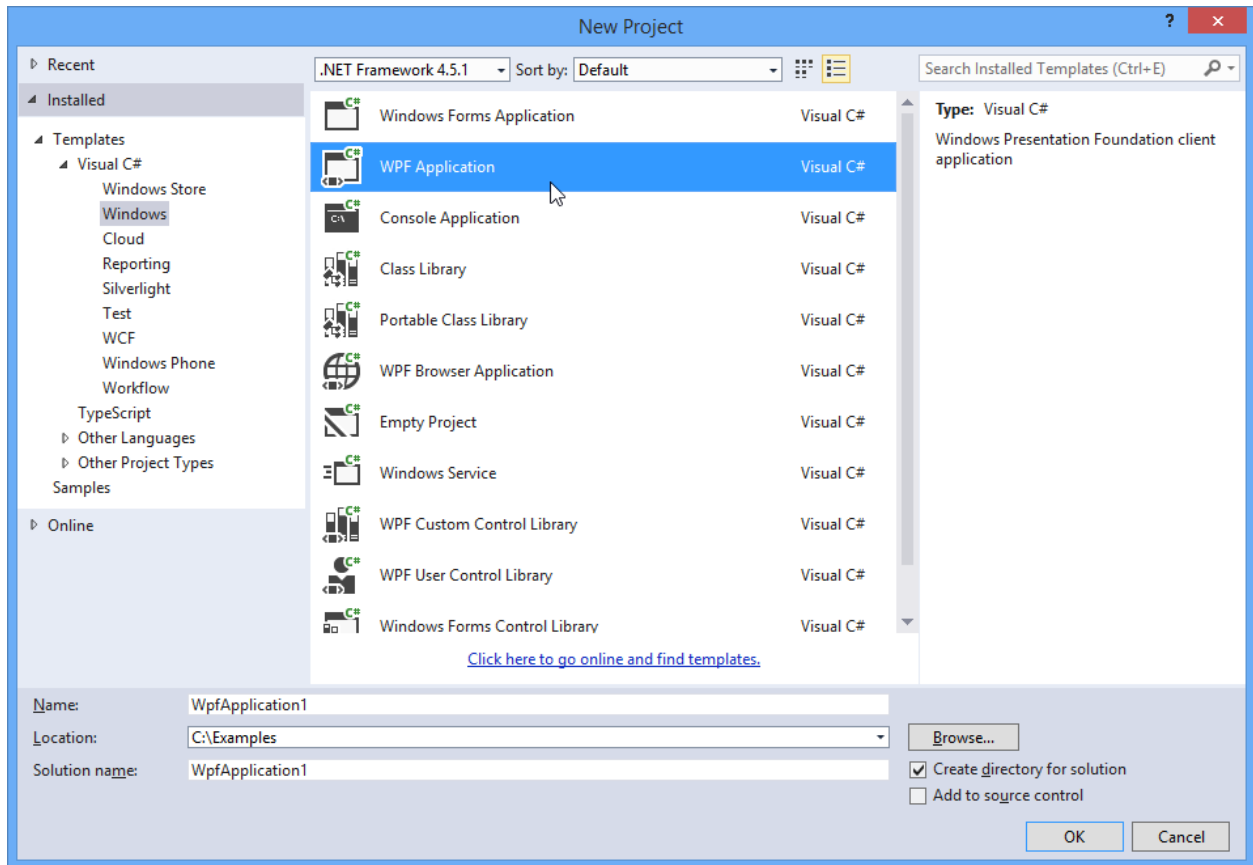 New Project
?
Recent
Installed
Templates
Visual C#
Windows Store
Windows
Cloud
Reporting
Silverlight
Test
WCF
Windows Phone
Workflow
TypeScript
Other Languages
Other Project Types
Samples
Online
.NET Framework 4.5.1 Sort by: Default
Windows Forms Application Visual C#
WPF Application Visual C#
Console Application Visual C#
Class Library Visual C#
Portable Class Library Visual C#
WPF Browser Application Visual C#
Empty Project Visual C#
Windows Service Visual C#
WPF Custom Control Library Visual C#
WPF User Control Library Visual C#
Windows Forms Control Library Visual C#
Click here to go online and find templates.
Search Installed Templates (Ctrl+E)
Type: Visual C#
Windows Presentation Foundation client
application
Name: WpfApplication1
Location: C:\Examples
Browse...
Solution name: WpfApplication1
Create directory for solution
Add to source control
OK Cancel